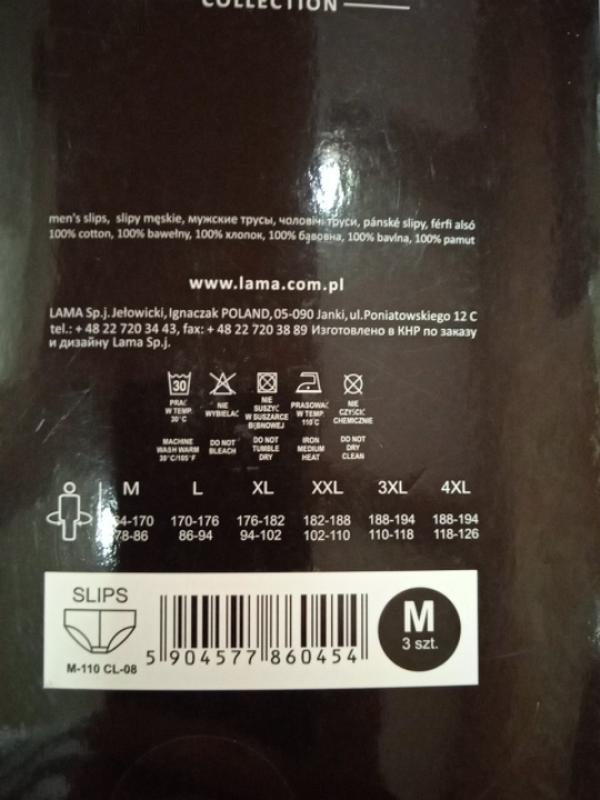 COLLECTION
men's slips, slipy męskie, мужские трусы, чоловічі труси, pánské slipy, férfi alsó
100% cotton, 100% bawełny, 100% хлопок, 100% бавовна, 100% bavlna, 100% pamut
www.lama.com.pl
LAMA Sp.j. Jełowicki, Ignaczak POLAND, 05-090 Janki, ul.Poniatowskiego 12 C
tel.: + 48 22 720 34 43, fax: + 48 22 720 38 89 Изготовлено в КНР по заказу
и дизайну Lama Sp.j.
30
PRAĆ W TEMP. 30°C NIE WYBIELAĆ NIE SUSZYĆ W SUSZARCE BĘBNOWEJ PRASOWAĆ W TEMP. 110°C NIE CZYŚCIĆ CHEMICZNIE
MACHINE WASH WARM 30°C/105°F DO NOT BLEACH DO NOT TUMBLE DRY IRON MEDIUM HEAT DO NOT DRY CLEAN
M L XL XXL 3XL 4XL
64-170 170-176 176-182 182-188 188-194 188-194
78-86 86-94 94-102 102-110 110-118 118-126
SLIPS
M-110 CL-08
5 904577 860454
M
3 szt.